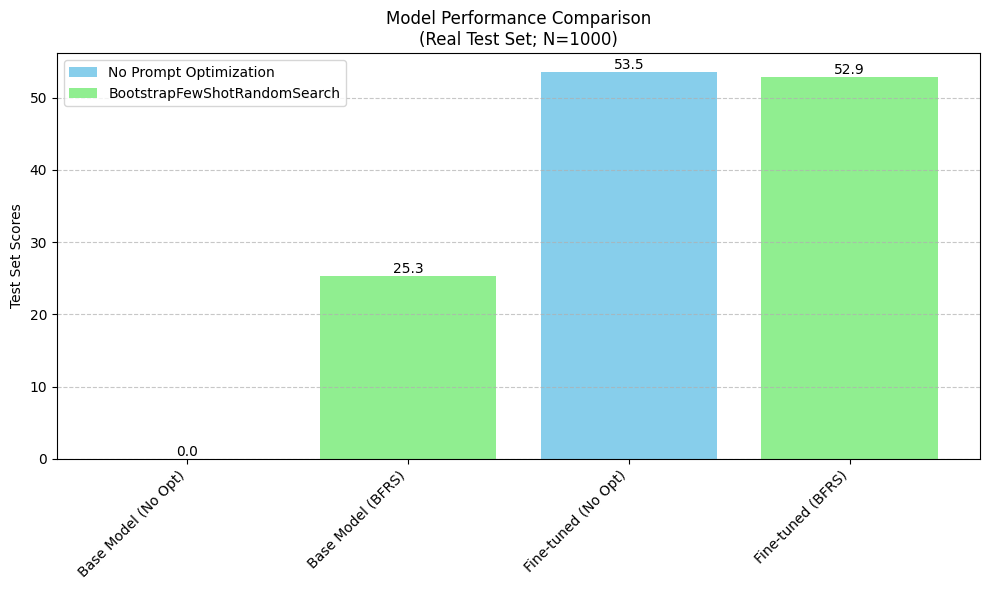 Model Performance Comparison
(Real Test Set; N=1000)
No Prompt Optimization
BootstrapFewShotRandomSearch
Test Set Scores
50
40
30
20
10
0
0.0
25.3
53.5
52.9
Base Model (No Opt)
Base Model (BFRS)
Fine-tuned (No Opt)
Fine-tuned (BFRS)